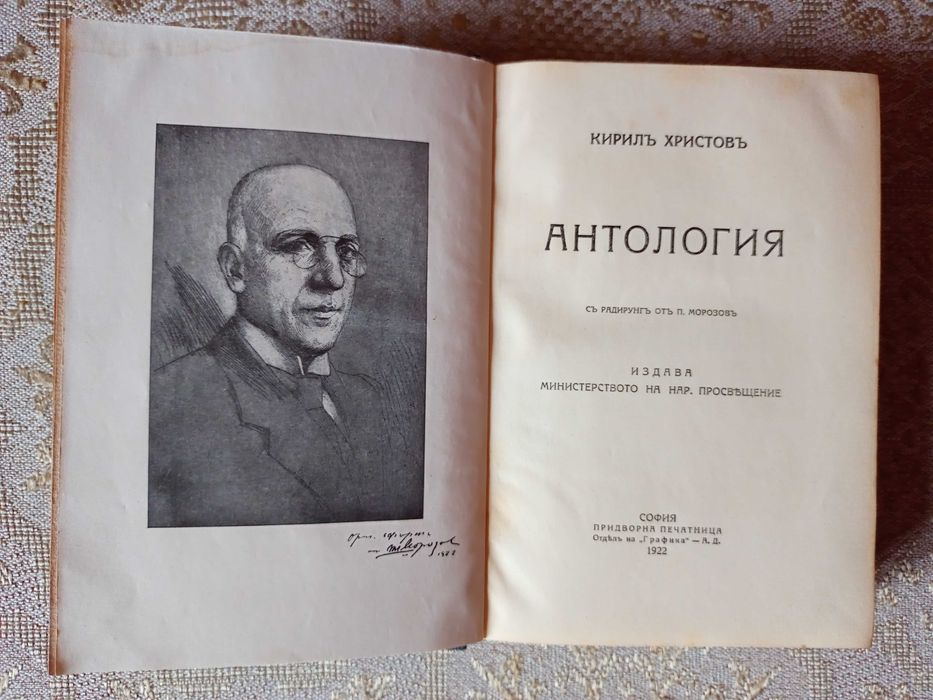 КИРИЛЪ ХРИСТОВЪ
АНТОЛОГИЯ
СЪ РАДИРУНГЪ ОТЪ П. МОРОЗОВЪ
ИЗДАВА
МИНИСТЕРСТВОТО НА НАР. ПРОСВѢЩЕНИЕ
СОФИЯ
ПРИДВОРНА ПЕЧАТНИЦА
Отдѣлъ на „Графика“ — А. Д.
1922